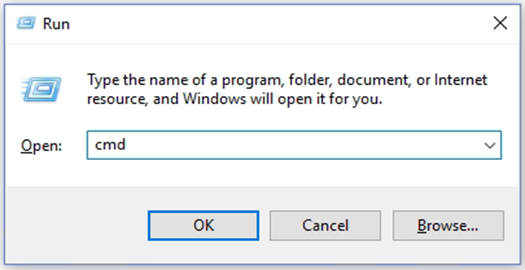 Run
Type the name of a program, folder, document, or Internet
resource, and Windows will open it for you.
Open: cmd
OK Cancel Browse...